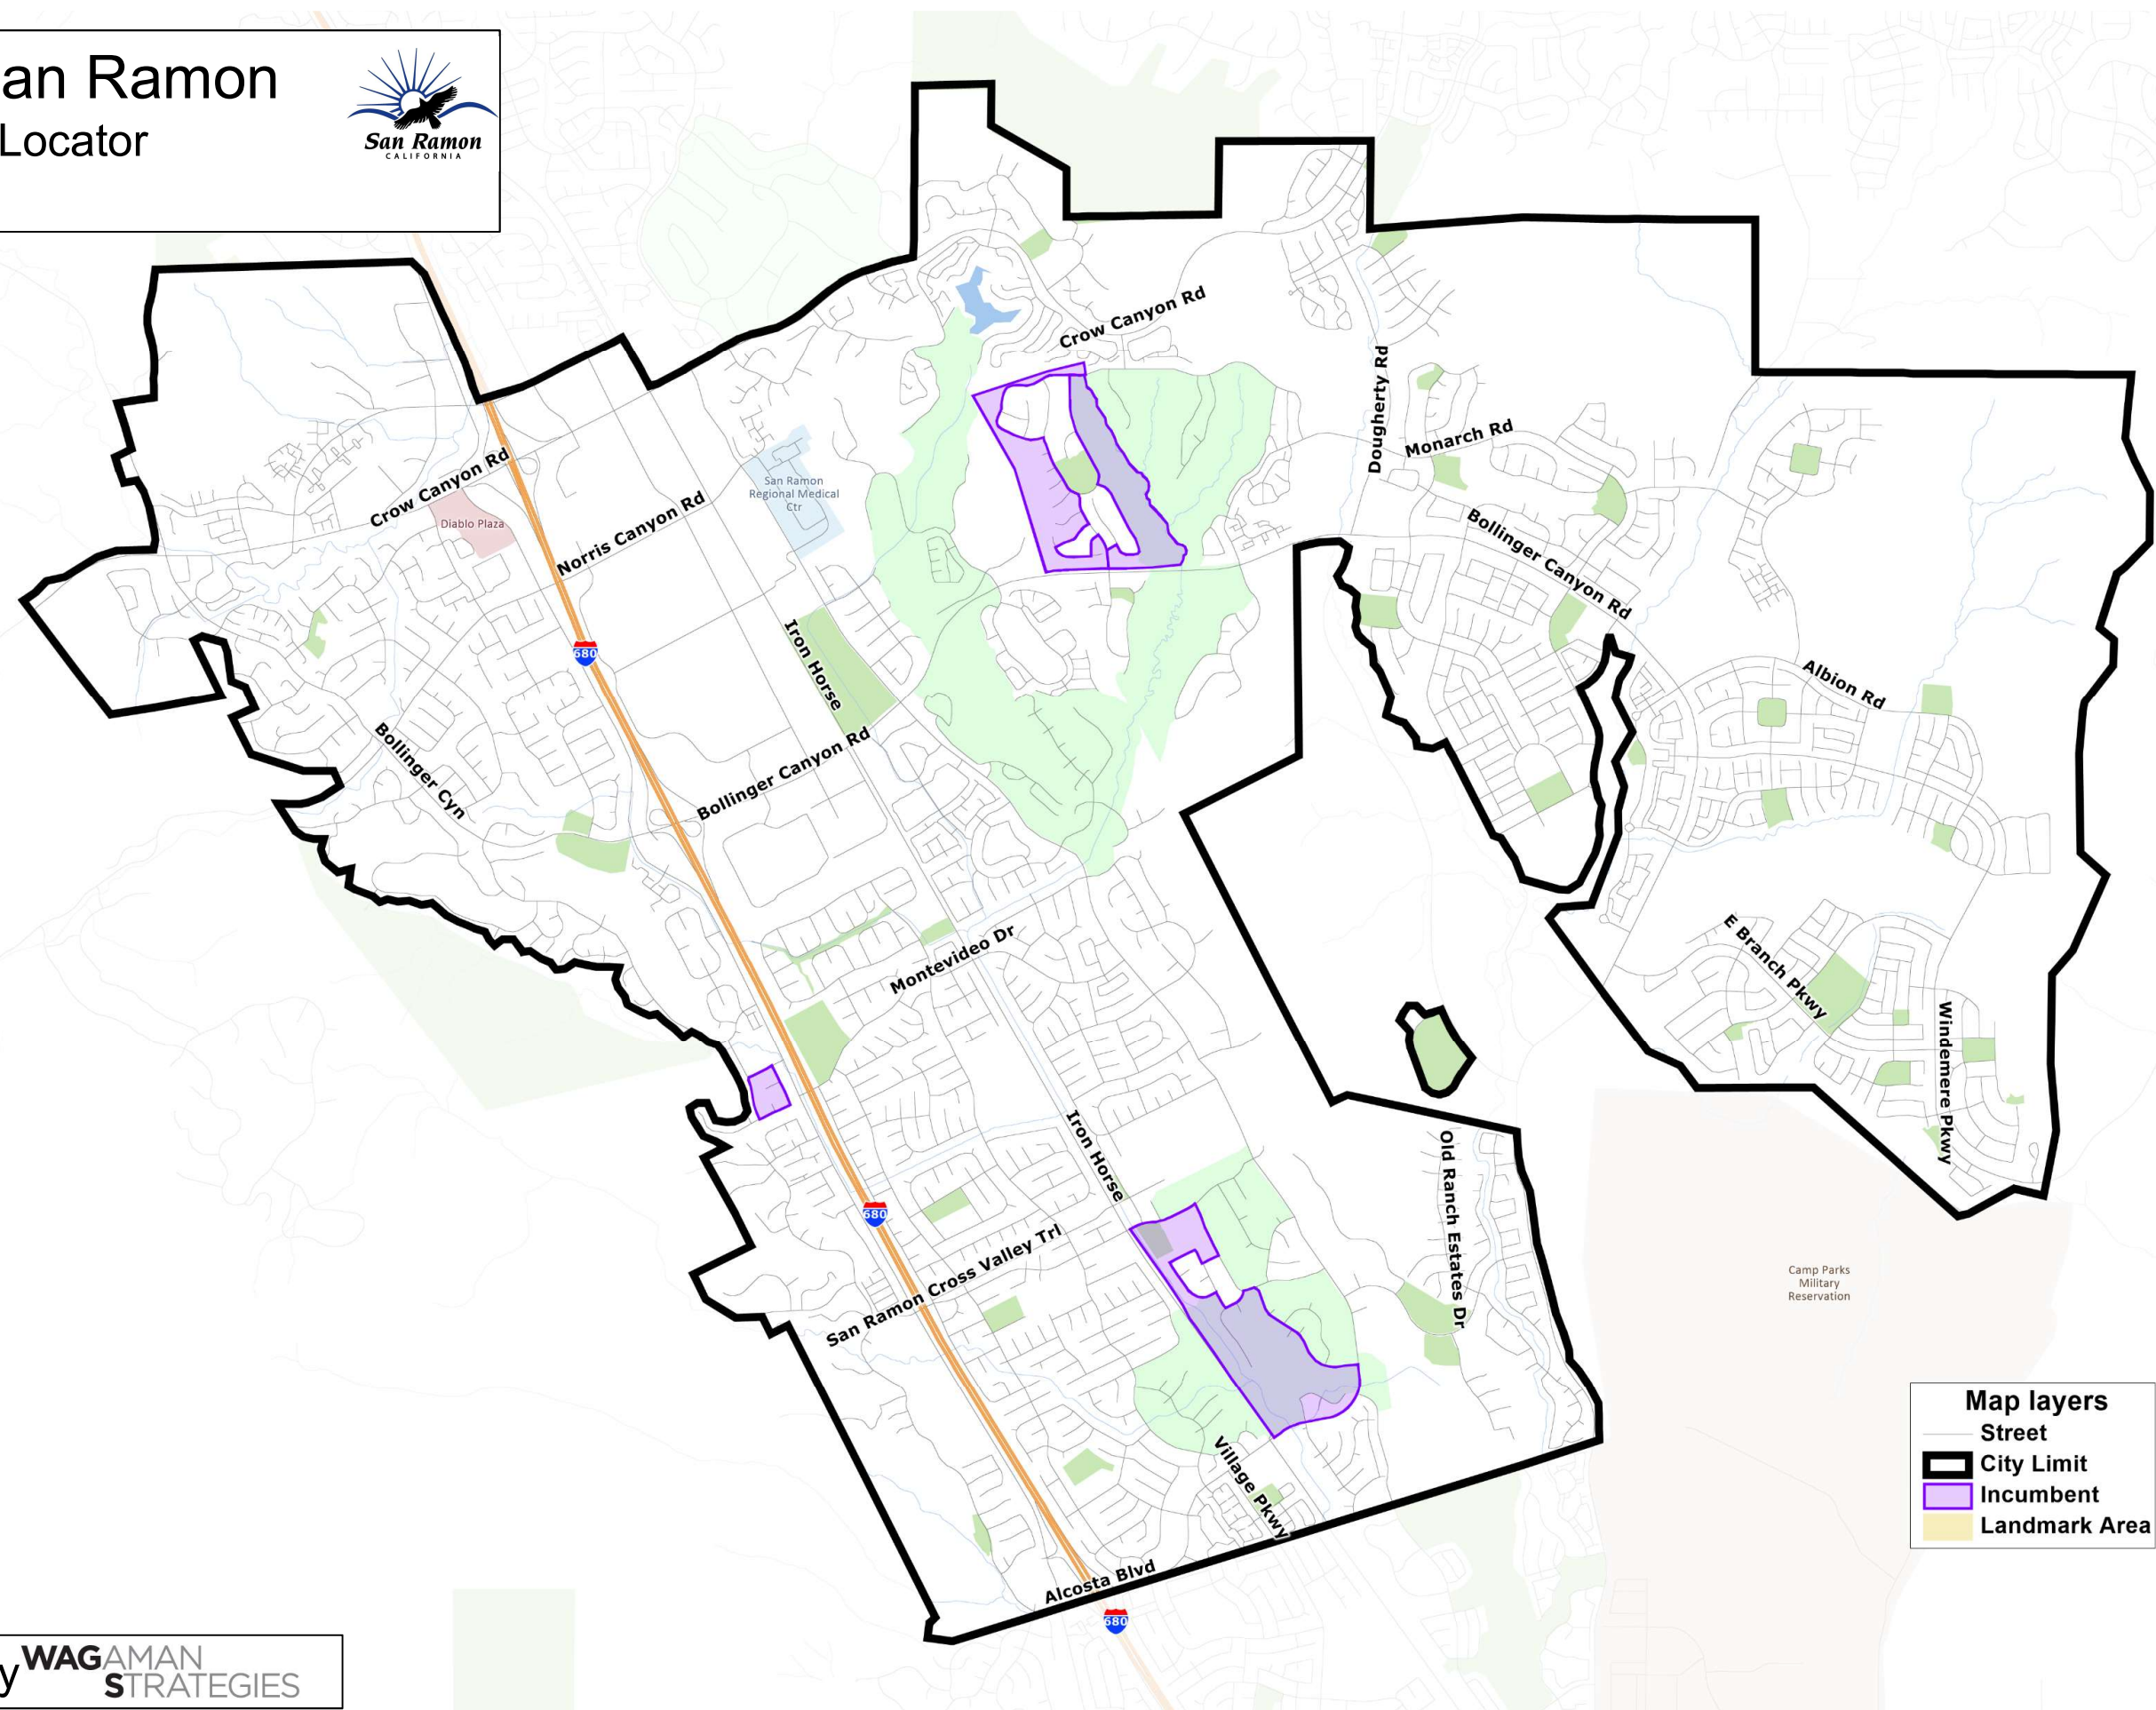 an Ramon
Locator
San Ramon
CALIFORNIA
Crow Canyon Rd
Dougherty Rd
Monarch Rd
Crow Canyon Rd
San Ramon
Regional Medical
Ctr
Diablo Plaza
Norris Canyon Rd
Bollinger Canyon Rd
680
Iron Horse
Albion Rd
Bollinger Cyn
Bollinger Canyon Rd
Montevideo Dr
E Branch Pkwy
Windemere Pkwy
Iron Horse
Old Ranch Estates Dr
680
San Ramon Cross Valley Trl
Camp Parks
Military
Reservation
Village Pkwy
Alcosta Blvd
680
Map layers
Street
City Limit
Incumbent
Landmark Area
y WAGAMAN
STRATEGIES